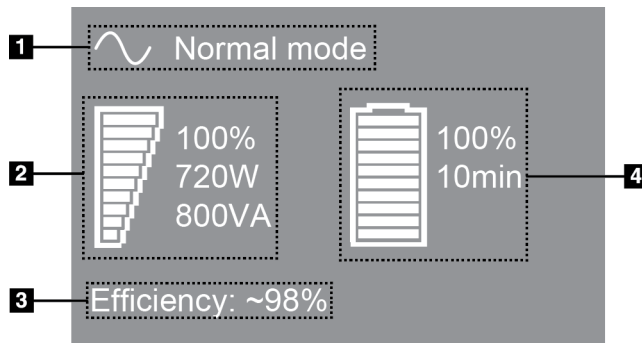 1 Normal mode
2
100%
720W
800VA
100%
10min
4
3 Efficiency: ~98%